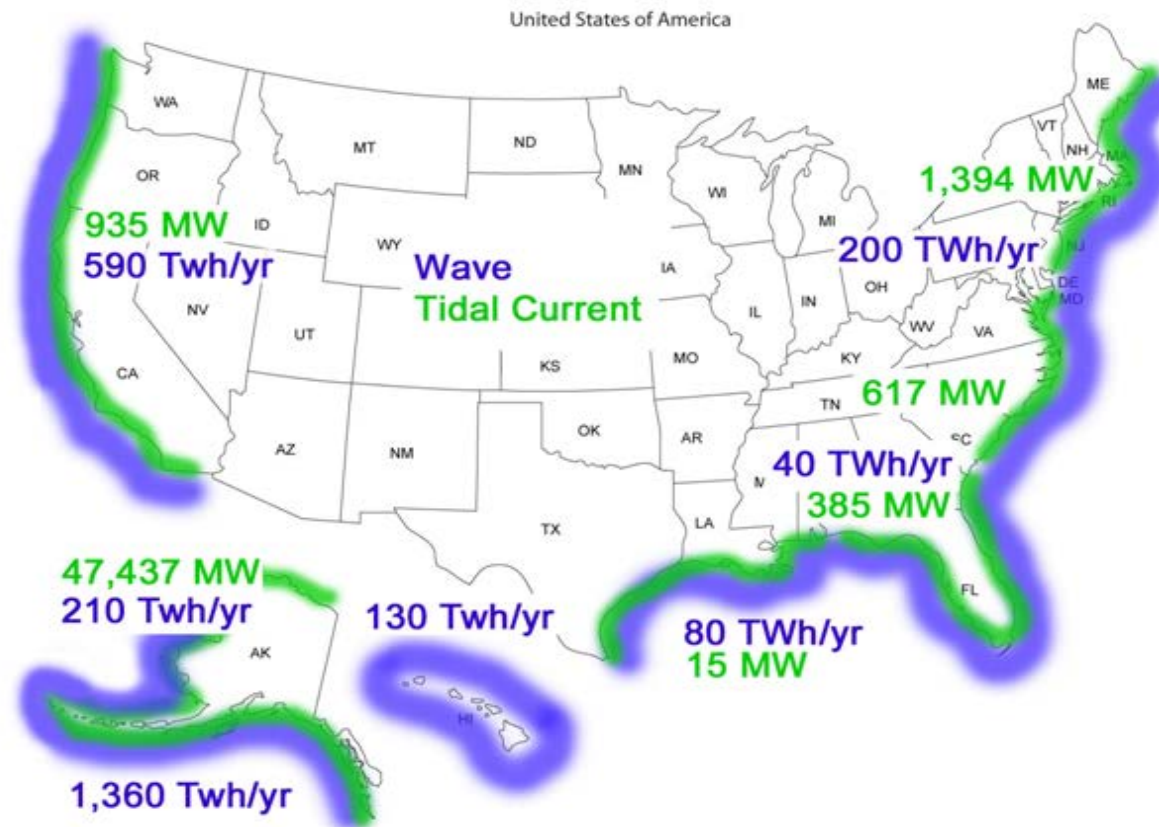 United States of America
WA
MT
ND
MN
ME
VT
NH
MA
OR
ID
WY
WI
MI
1,394 MW
RI
935 MW
590 Twh/yr
Wave
Tidal Current
IA
200 TWh/yr
NJ
NV
UT
CA
IL
IN
OH
DE
MD
WV
VA
KS
MO
KY
617 MW
AZ
NM
OK
AR
TN
SC
40 TWh/yr
385 MW
TX
LA
FL
47,437 MW
210 Twh/yr
AK
130 Twh/yr
HI
80 TWh/yr
15 MW
1,360 Twh/yr